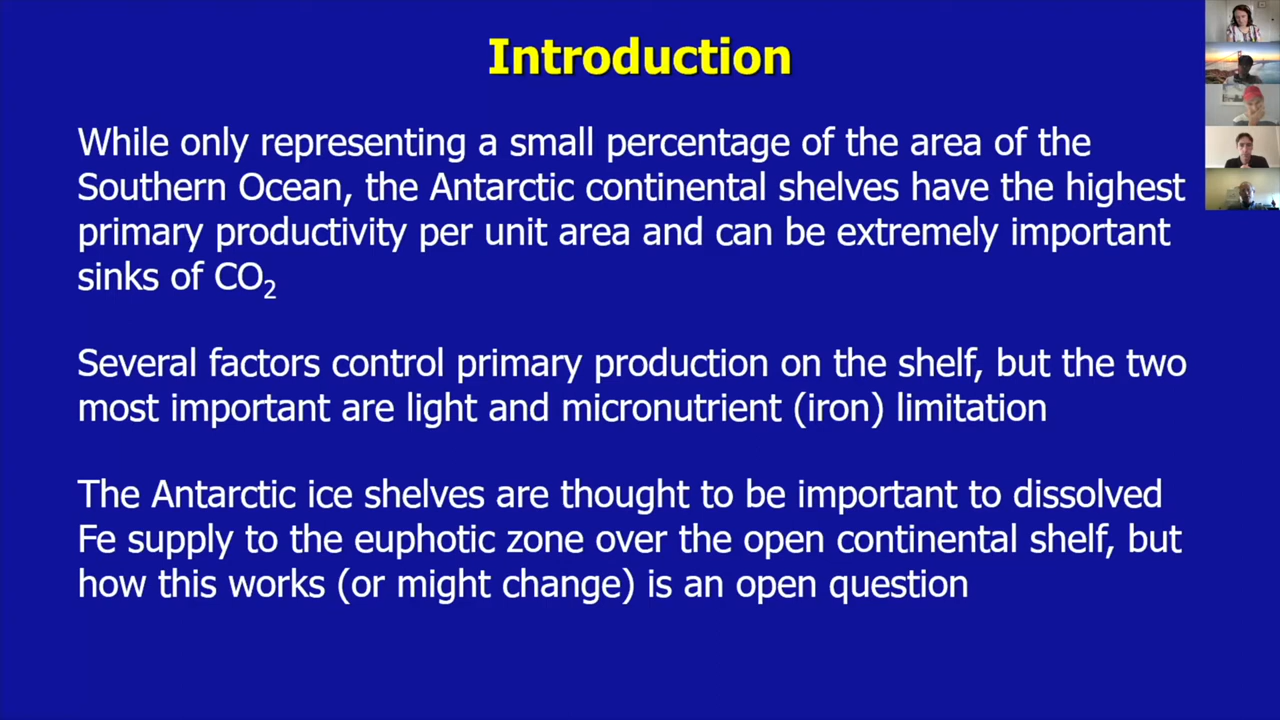 Introduction
While only representing a small percentage of the area of the
Southern Ocean, the Antarctic continental shelves have the highest
primary productivity per unit area and can be extremely important
sinks of CO₂
Several factors control primary production on the shelf, but the two
most important are light and micronutrient (iron) limitation
The Antarctic ice shelves are thought to be important to dissolved
Fe supply to the euphotic zone over the open continental shelf, but
how this works (or might change) is an open question